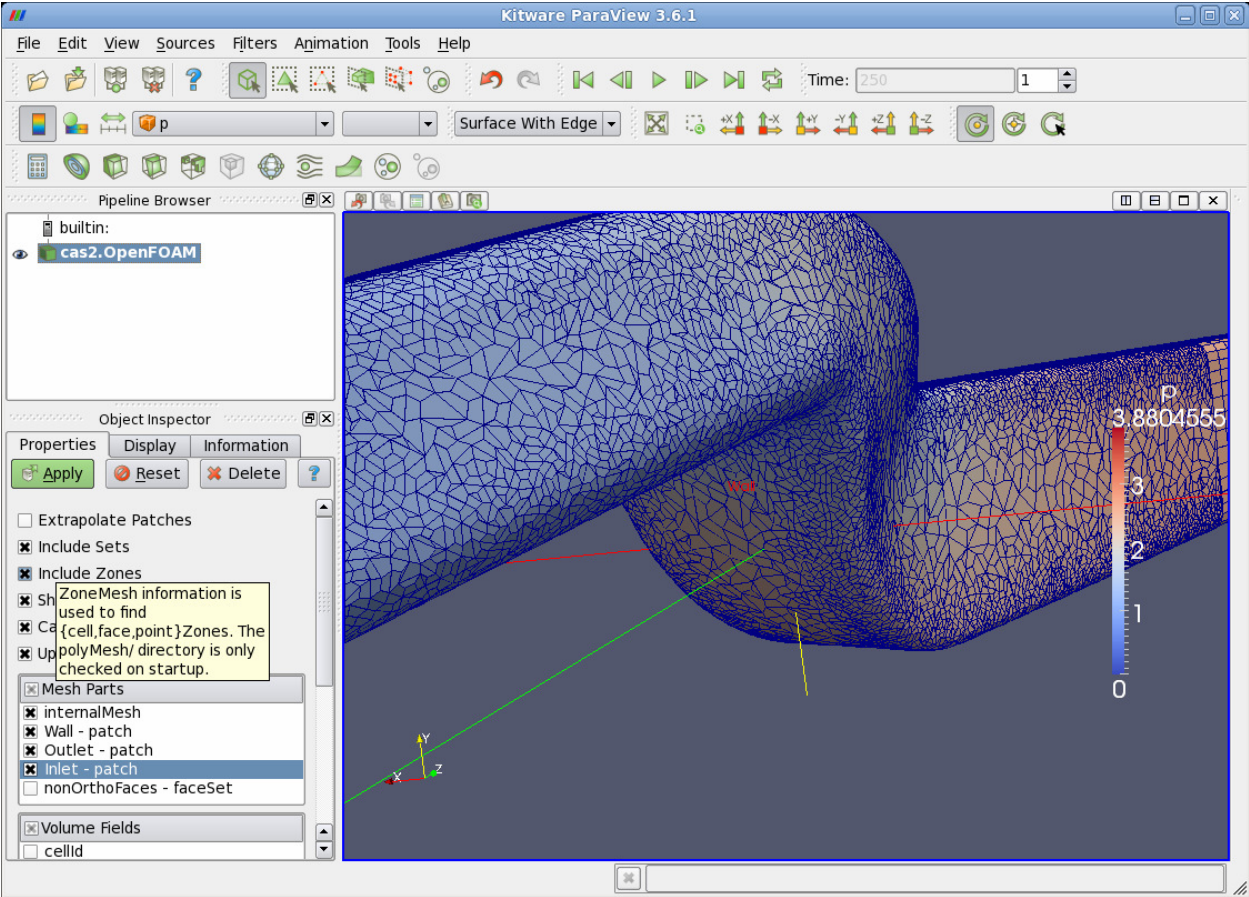 Kitware ParaView 3.6.1
File Edit View Sources Filters Animation Tools Help
Time: 250 1
p Surface With Edge
+X -X +Y -Y +Z -Z
Pipeline Browser
builtin:
cas2.OpenFOAM
Object Inspector
Properties Display Information
Apply Reset Delete ?
Extrapolate Patches
Include Sets
Include Zones
Sh
Ca
Up
ZoneMesh information is
used to find
{cell,face,point}Zones. The
polyMesh/ directory is only
checked on startup.
Mesh Parts
internalMesh
Wall - patch
Outlet - patch
Inlet - patch
nonOrthoFaces - faceSet
Volume Fields
cellId
Wall
p
3.8804555
3
2
1
0
Y
X
Z